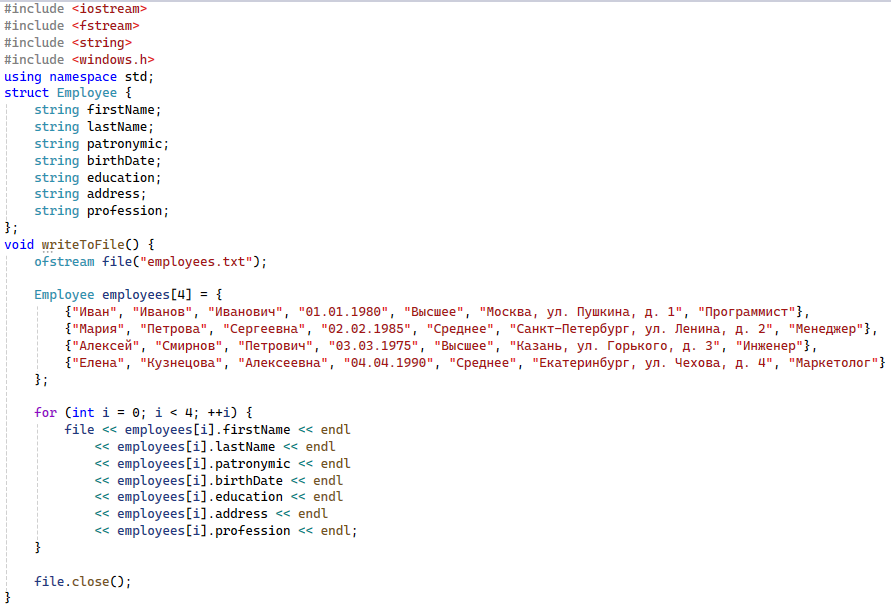 #include <iostream>
#include <fstream>
#include <string>
#include <windows.h>
using namespace std;
struct Employee {
    string firstName;
    string lastName;
    string patronymic;
    string birthDate;
    string education;
    string address;
    string profession;
};
void writeToFile() {
    ofstream file("employees.txt");

    Employee employees[4] = {
        {"Иван", "Иванов", "Иванович", "01.01.1980", "Высшее", "Москва, ул. Пушкина, д. 1", "Программист"},
        {"Мария", "Петрова", "Сергеевна", "02.02.1985", "Среднее", "Санкт-Петербург, ул. Ленина, д. 2", "Менеджер"},
        {"Алексей", "Смирнов", "Петрович", "03.03.1975", "Высшее", "Казань, ул. Горького, д. 3", "Инженер"},
        {"Елена", "Кузнецова", "Алексеевна", "04.04.1990", "Среднее", "Екатеринбург, ул. Чехова, д. 4", "Маркетолог"}
    };

    for (int i = 0; i < 4; ++i) {
        file << employees[i].firstName << endl
            << employees[i].lastName << endl
            << employees[i].patronymic << endl
            << employees[i].birthDate << endl
            << employees[i].education << endl
            << employees[i].address << endl
            << employees[i].profession << endl;
    }

    file.close();
}